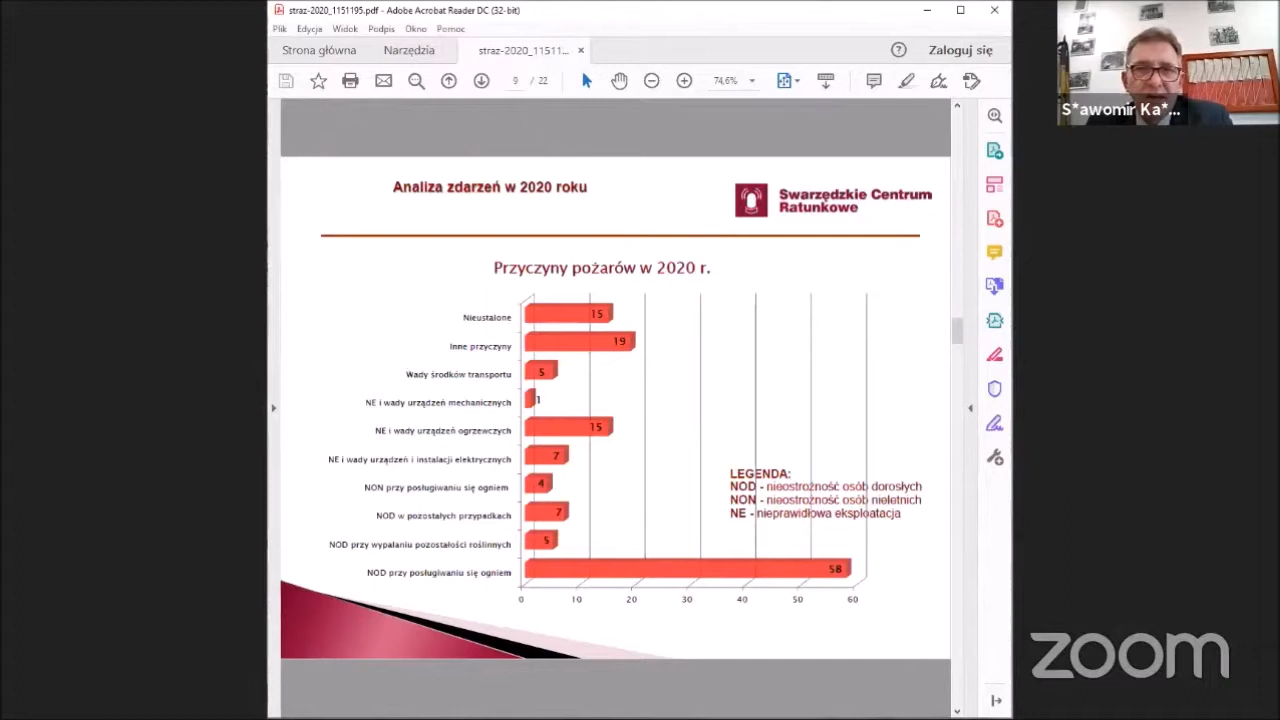 straz-2020_1151195.pdf - Adobe Acrobat Reader DC (32-bit)
Plik Edycja Widok Podpis Okno Pomoc
Strona główna Narzędzia straz-2020_11511... × Zaloguj się
9 / 22 74,6%
S*awomir Ka*...
Analiza zdarzeń w 2020 roku
Swarzędzkie Centrum
Ratunkowe
Przyczyny pożarów w 2020 r.
Nieustalone 15
Inne przyczyny 19
Wady środków transportu 5
NE i wady urządzeń mechanicznych 1
NE i wady urządzeń ogrzewczych 15
NE i wady urządzeń i instalacji elektrycznych 7
NON przy posługiwaniu się ogniem 4
NOD w pozostałych przypadkach 7
NOD przy wypalaniu pozostałości roślinnych 5
NOD przy posługiwaniu się ogniem 58
0 10 20 30 40 50 60
LEGENDA:
NOD - nieostrożność osób dorosłych
NON - nieostrożność osób nieletnich
NE - nieprawidłowa eksploatacja
zoom